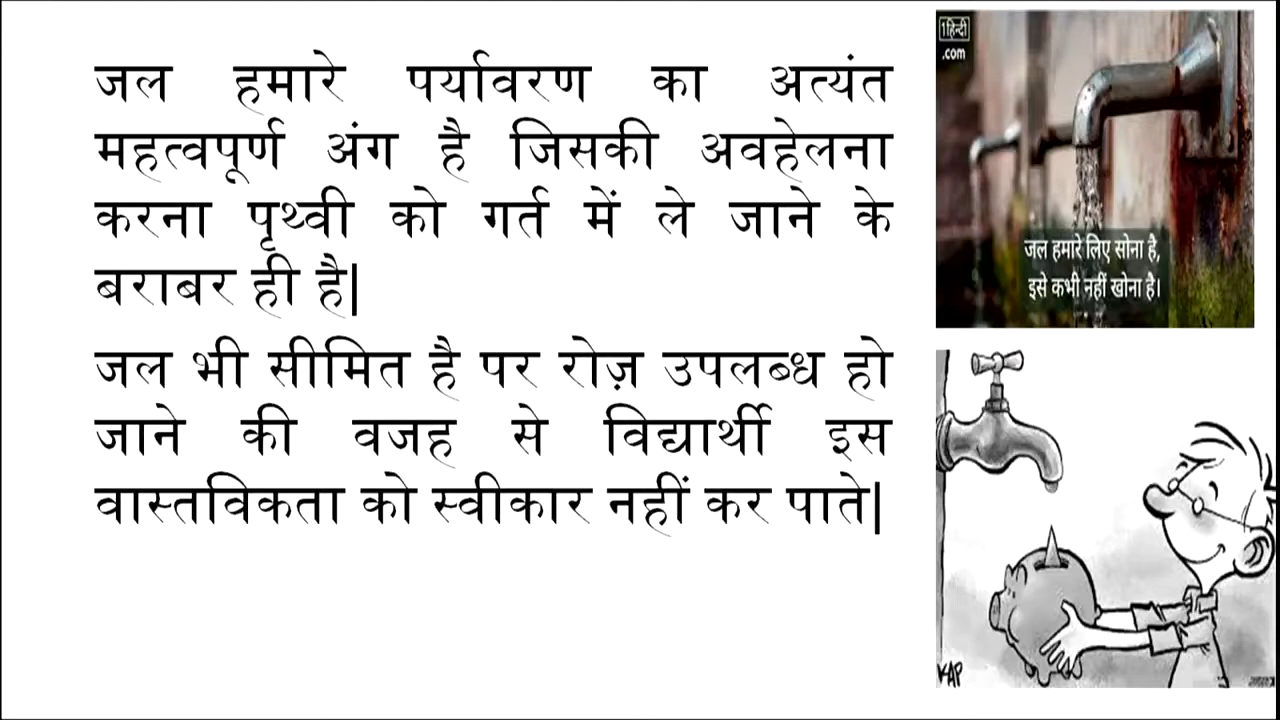 जल हमारे पर्यावरण का अत्यंत
महत्वपूर्ण अंग है जिसकी अवहेलना
करना पृथ्वी को गर्त में ले जाने के
बराबर ही है|
जल भी सीमित है पर रोज़ उपलब्ध हो
जाने की वजह से विद्यार्थी इस
वास्तविकता को स्वीकार नहीं कर पाते|
1हिन्दी
.com
जल हमारे लिए सोना है,
इसे कभी नहीं खोना है।
KAP